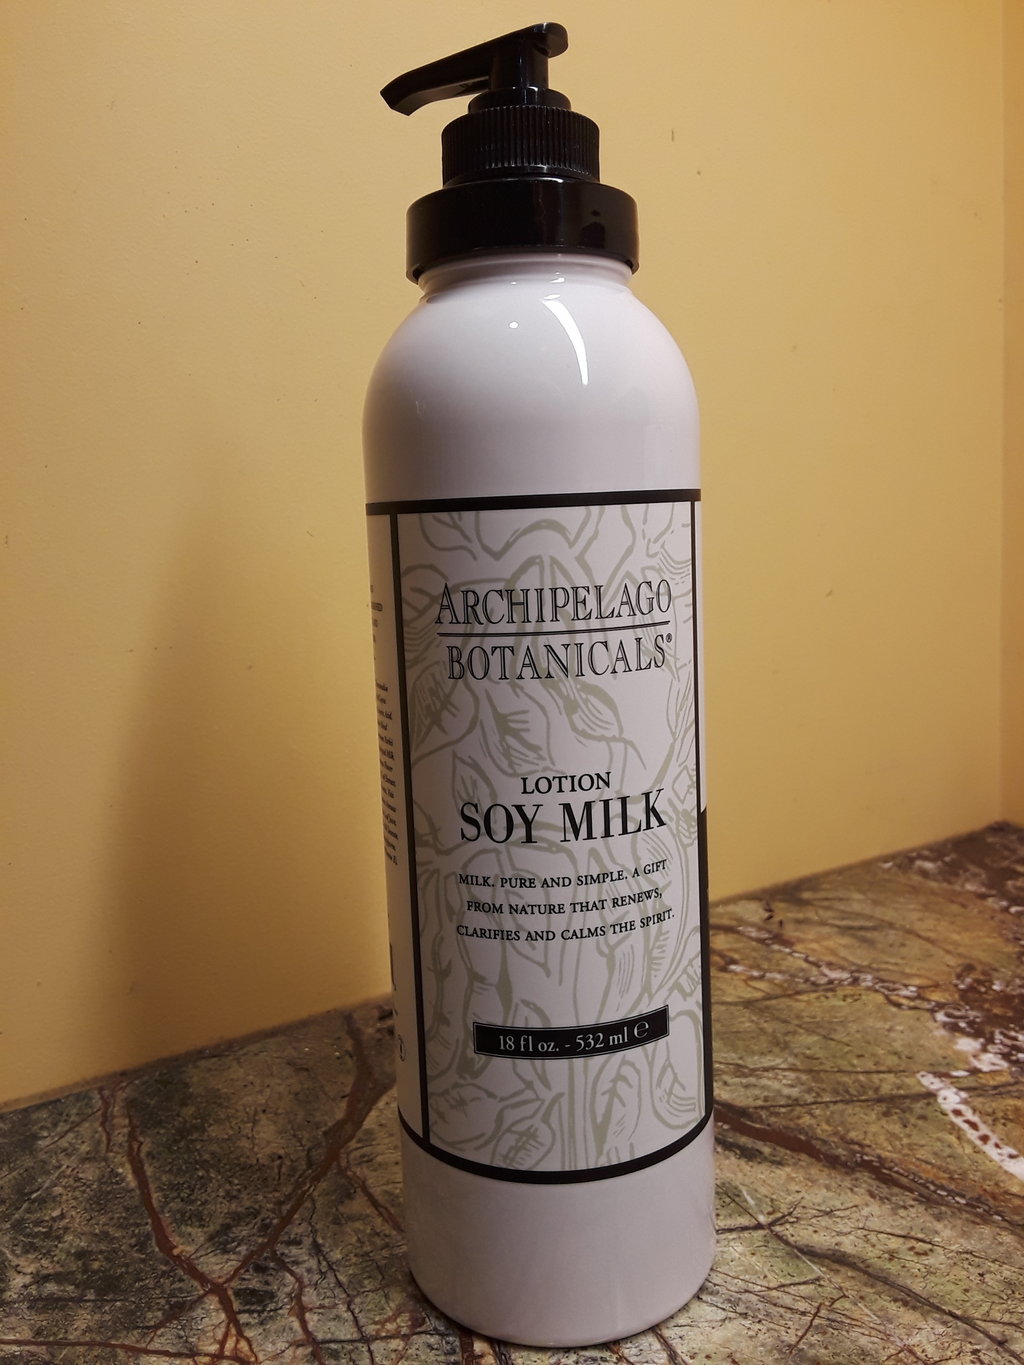 ARCHIPELAGO
BOTANICALS®
LOTION
SOY MILK
MILK. PURE AND SIMPLE. A GIFT
FROM NATURE THAT RENEWS,
CLARIFIES AND CALMS THE SPIRIT.
18 fl oz. - 532 ml ℮